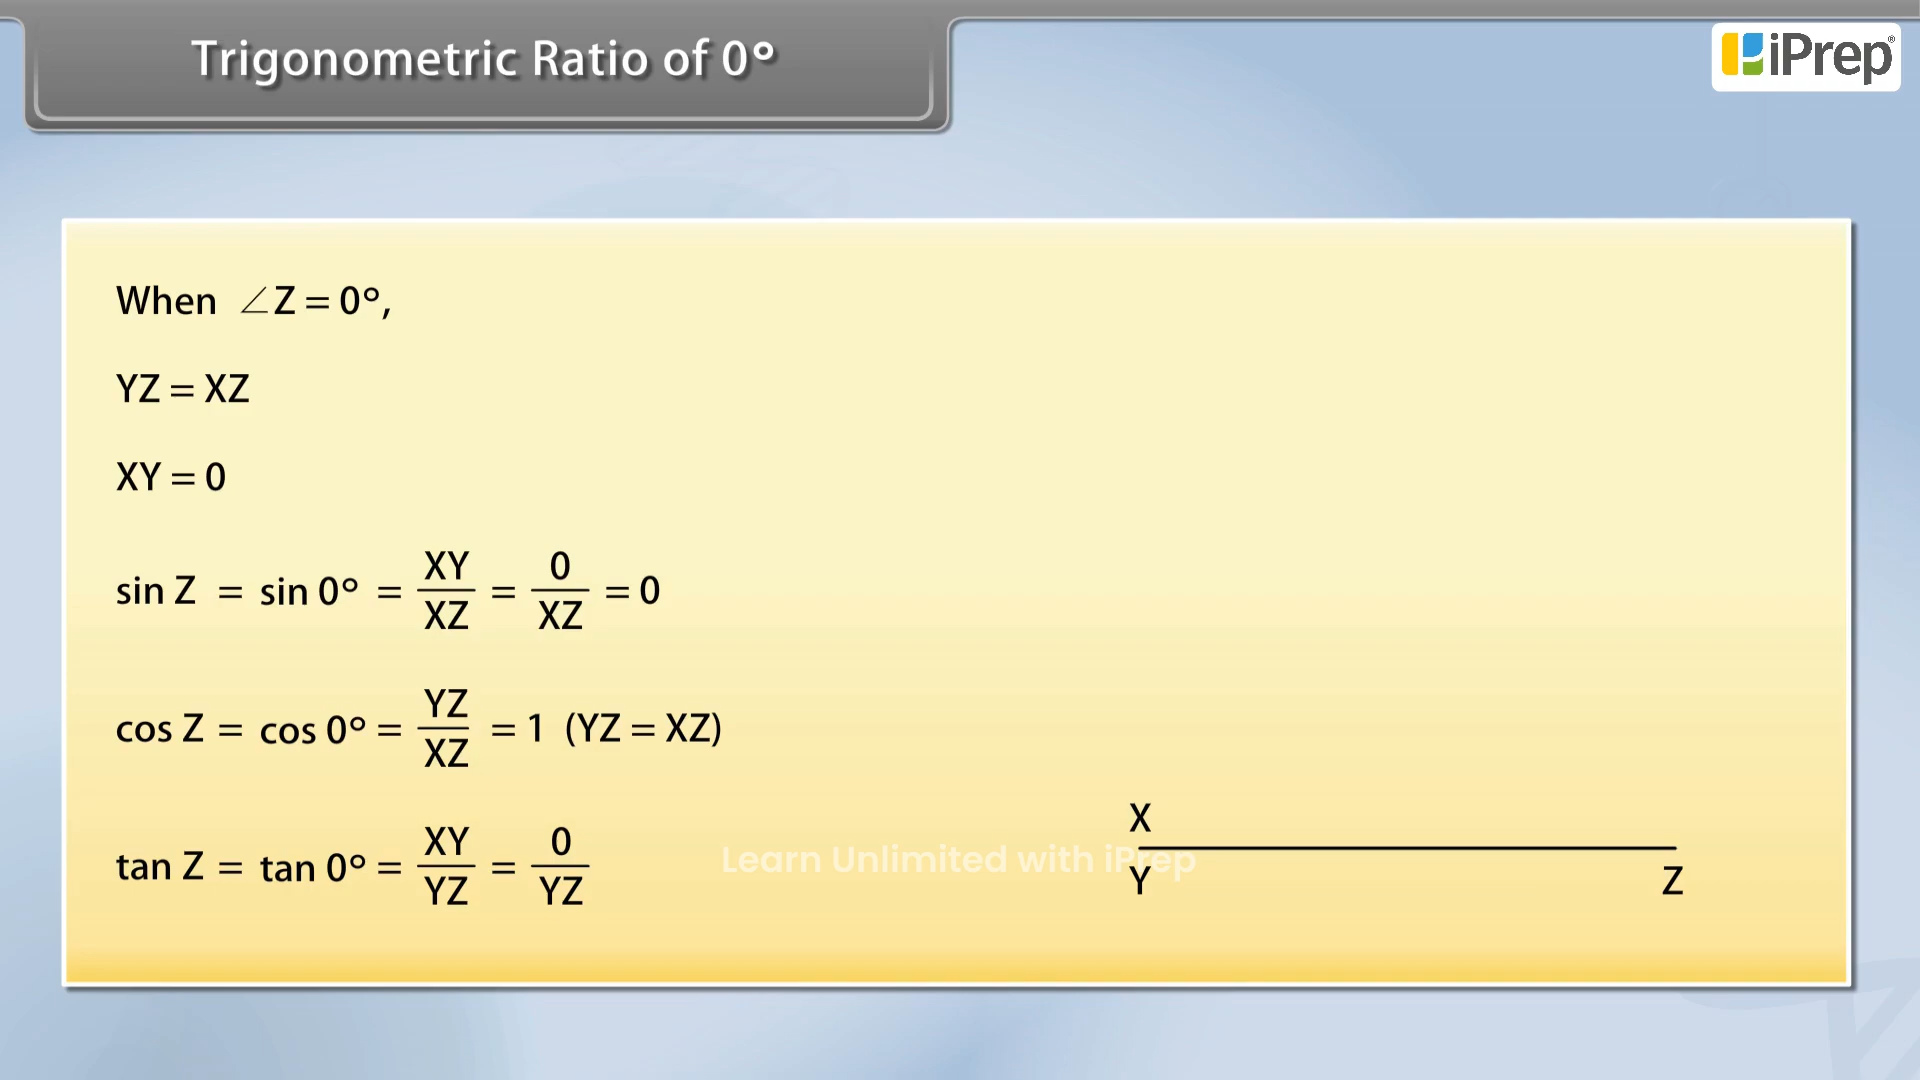 Trigonometric Ratio of 0°
iPrep®
When ∠Z = 0°,
YZ = XZ
XY = 0
sin Z = sin 0° = XY/XZ = 0/XZ = 0
cos Z = cos 0° = YZ/XZ = 1 (YZ = XZ)
tan Z = tan 0° = XY/YZ = 0/YZ
Learn Unlimited with iPrep
X
Y
Z